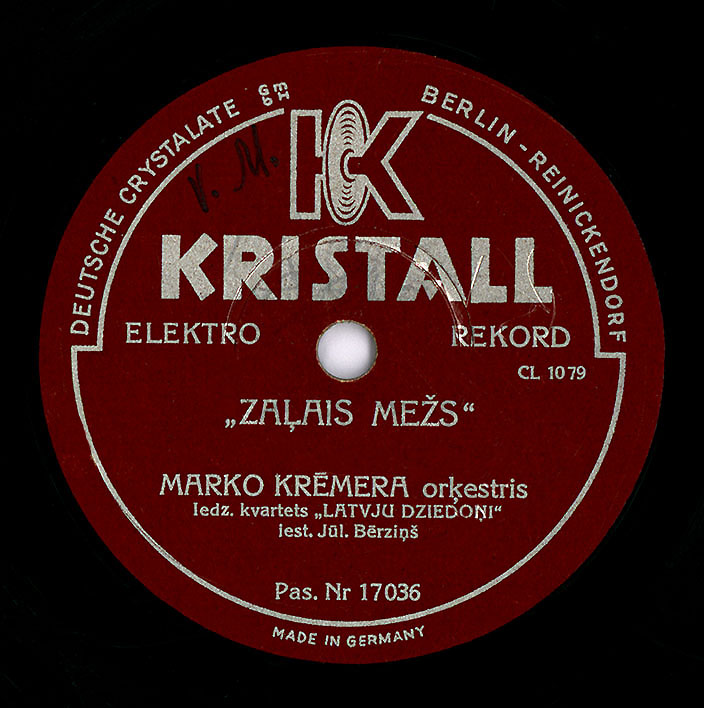 DEUTSCHE CRYSTALATE GES BERLIN-REINICKENDORF
K
v. M.
KRISTALL
ELEKTRO REKORD
CL 1079
„ZAĻAIS MEŽS“
MARKO KRĒMERA orķestris
Iedz. kvartets „LATVJU DZIEDOŅI“
iest. Jūl. Bērziņš
Pas. Nr 17036
MADE IN GERMANY